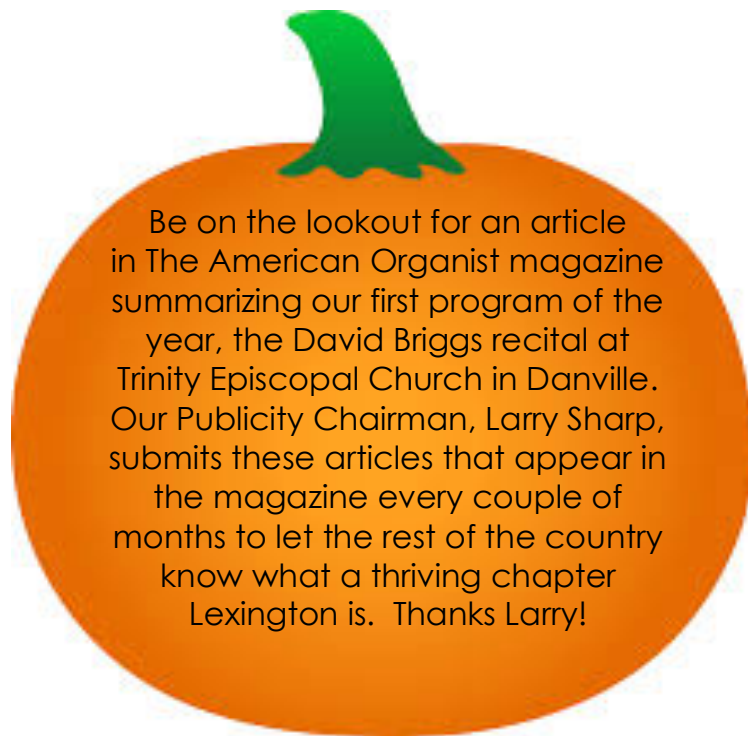 Be on the lookout for an article
in The American Organist magazine
summarizing our first program of the
year, the David Briggs recital at
Trinity Episcopal Church in Danville.
Our Publicity Chairman, Larry Sharp,
submits these articles that appear in
the magazine every couple of
months to let the rest of the country
know what a thriving chapter
Lexington is.  Thanks Larry!